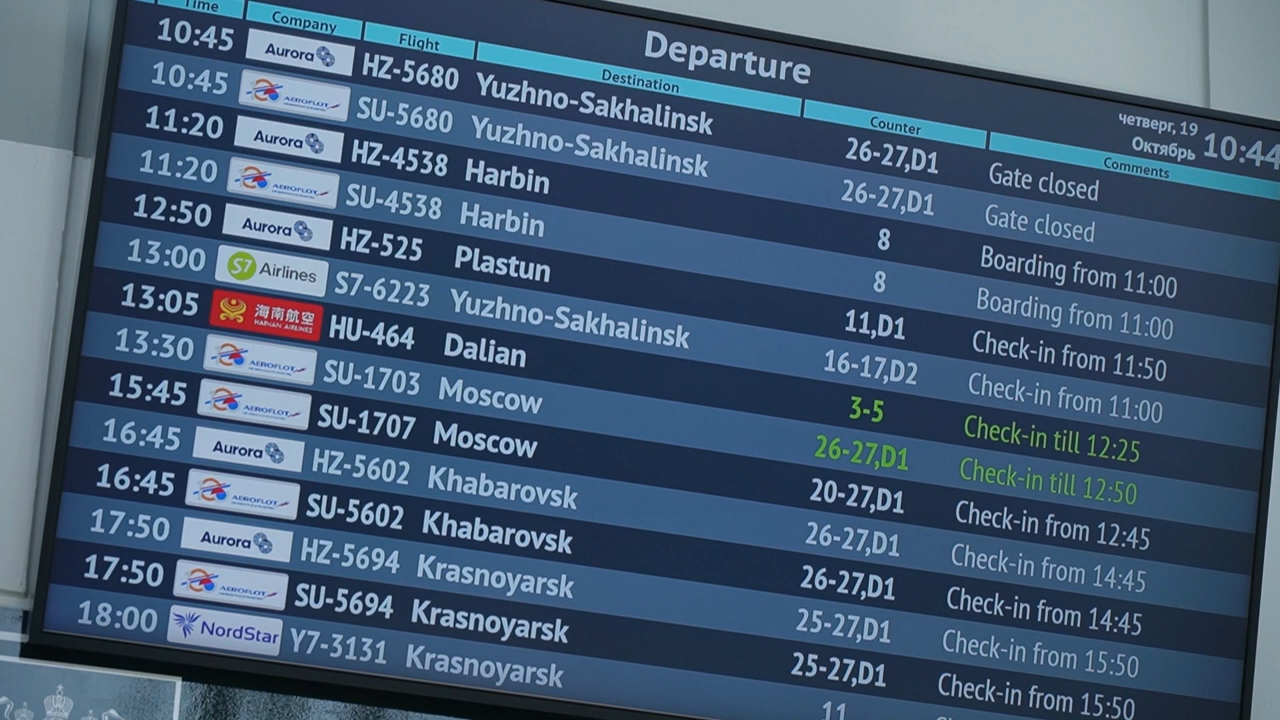 Departure
четверг, 19
Октябрь
10:44
Time Company Flight Destination Counter Comments
10:45 Aurora HZ-5680 Yuzhno-Sakhalinsk 26-27,D1 Gate closed
10:45 AEROFLOT SU-5680 Yuzhno-Sakhalinsk 26-27,D1 Gate closed
11:20 Aurora HZ-4538 Harbin 8 Boarding from 11:00
11:20 AEROFLOT SU-4538 Harbin 8 Boarding from 11:00
12:50 Aurora HZ-525 Plastun 11,D1 Check-in from 11:50
13:00 S7 Airlines S7-6223 Yuzhno-Sakhalinsk 16-17,D2 Check-in from 11:00
13:05 海南航空 HAINAN AIRLINES HU-464 Dalian 3-5 Check-in till 12:25
13:30 AEROFLOT SU-1703 Moscow 26-27,D1 Check-in till 12:50
15:45 AEROFLOT SU-1707 Moscow 20-27,D1 Check-in from 12:45
16:45 Aurora HZ-5602 Khabarovsk 26-27,D1 Check-in from 14:45
16:45 AEROFLOT SU-5602 Khabarovsk 26-27,D1 Check-in from 14:45
17:50 Aurora HZ-5694 Krasnoyarsk 25-27,D1 Check-in from 15:50
17:50 AEROFLOT SU-5694 Krasnoyarsk 25-27,D1 Check-in from 15:50
18:00 NordStar Y7-3131 Krasnoyarsk 11